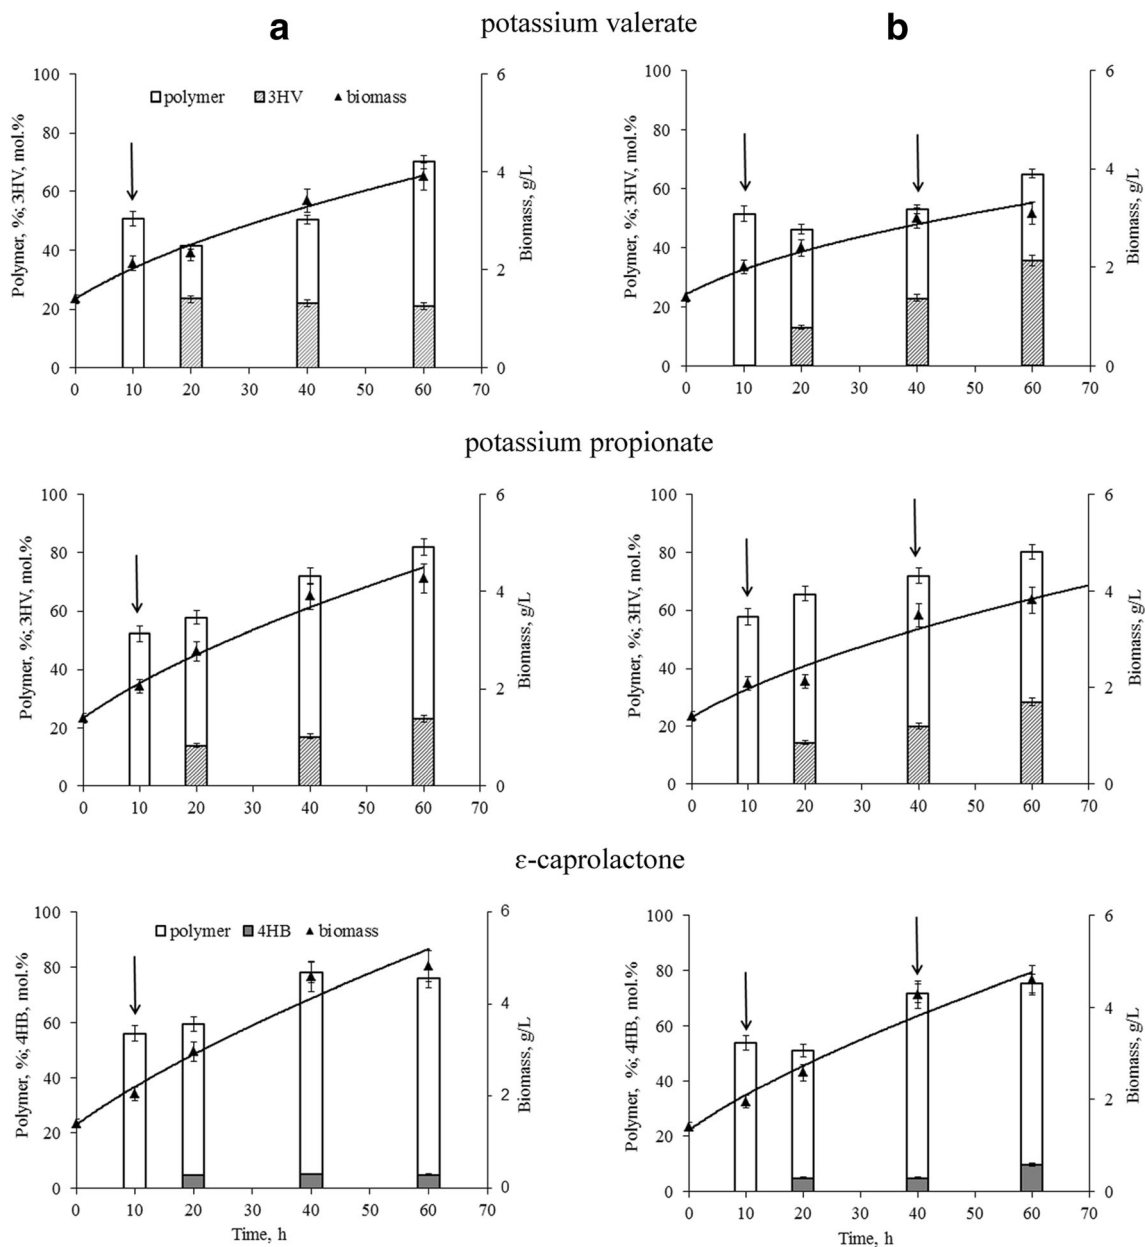 a
potassium valerate
b
polymer 3HV biomass
Polymer, %; 3HV, mol.%
100
80
60
40
20
0
0 10 20 30 40 50 60 70
6
4
2
0
Biomass, g/L
Polymer, %; 3HV, mol.%
100
80
60
40
20
0
0 10 20 30 40 50 60 70
6
4
2
0
Biomass, g/L
potassium propionate
Polymer, %; 3HV, mol.%
100
80
60
40
20
0
0 10 20 30 40 50 60 70
6
4
2
0
Biomass, g/L
Polymer, %; 3HV, mol.%
100
80
60
40
20
0
0 10 20 30 40 50 60 70
6
4
2
0
Biomass, g/L
ε-caprolactone
polymer 4HB biomass
Polymer, %; 4HB, mol.%
100
80
60
40
20
0
0 10 20 30 40 50 60 70
Time, h
6
4
2
0
Biomass, g/L
Polymer, %; 4HB, mol.%
100
80
60
40
20
0
0 10 20 30 40 50 60 70
Time, h
6
4
2
0
Biomass, g/L